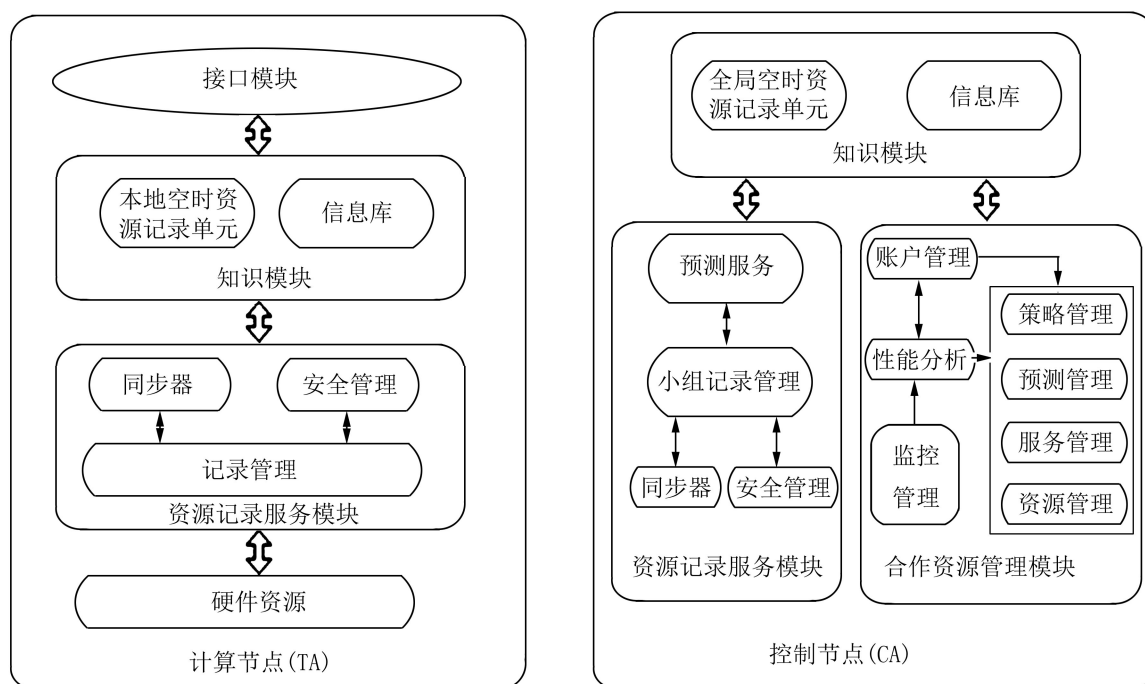 接口模块
本地空时资
源记录单元
信息库
知识模块
同步器
安全管理
记录管理
资源记录服务模块
硬件资源
计算节点(TA)
全局空时资
源记录单元
信息库
知识模块
预测服务
小组记录管理
同步器
安全管理
资源记录服务模块
账户管理
性能分析
监控
管理
策略管理
预测管理
服务管理
资源管理
合作资源管理模块
控制节点(CA)